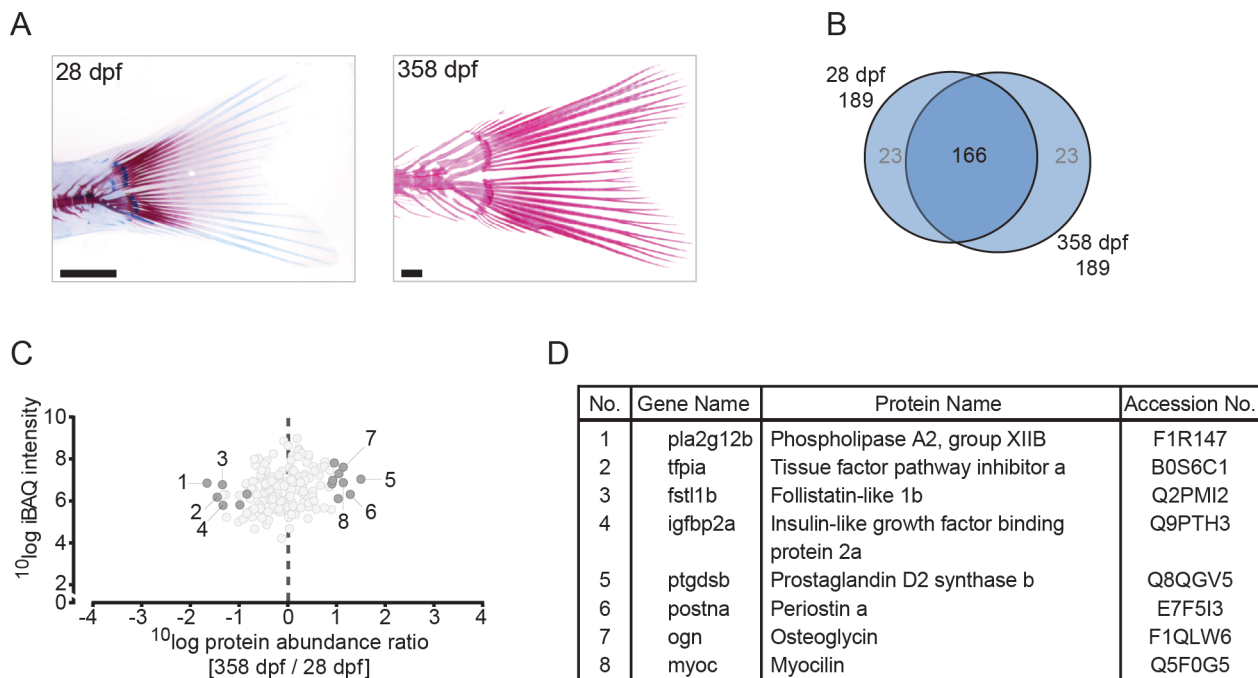 A
28 dpf
358 dpf
B
28 dpf
189
23
166
23
358 dpf
189
C
10log iBAQ intensity
10
8
6
4
2
0
1
2
3
4
5
6
7
8
-4
-3
-2
-1
0
1
2
3
4
10log protein abundance ratio
[358 dpf / 28 dpf]
D
No. Gene Name Protein Name Accession No.
1 pla2g12b Phospholipase A2, group XIIB F1R147
2 tfpia Tissue factor pathway inhibitor a B0S6C1
3 fstl1b Follistatin-like 1b Q2PMI2
4 igfbp2a Insulin-like growth factor binding Q9PTH3
protein 2a
5 ptgdsb Prostaglandin D2 synthase b Q8QGV5
6 postna Periostin a E7F5I3
7 ogn Osteoglycin F1QLW6
8 myoc Myocilin Q5F0G5